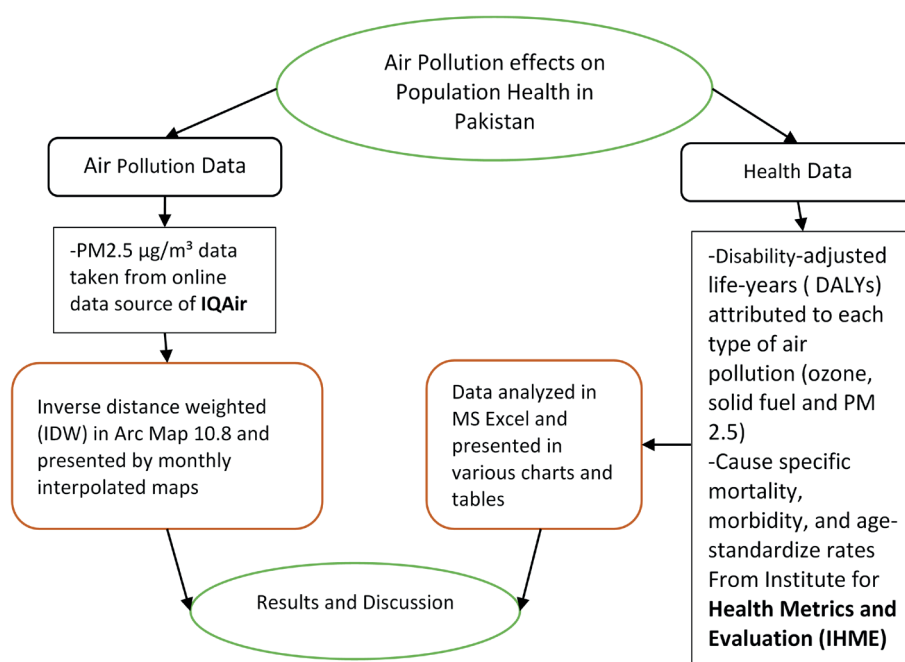 Air Pollution effects on
Population Health in
Pakistan
Air Pollution Data
Health Data
-PM2.5 µg/m³ data
taken from online
data source of IQAir
-Disability-adjusted
life-years ( DALYs)
attributed to each
type of air
pollution (ozone,
solid fuel and PM
2.5)
-Cause specific
mortality,
morbidity, and age-
standardize rates
From Institute for
Health Metrics and
Evaluation (IHME)
Inverse distance weighted
(IDW) in Arc Map 10.8 and
presented by monthly
interpolated maps
Data analyzed in
MS Excel and
presented in
various charts and
tables
Results and Discussion